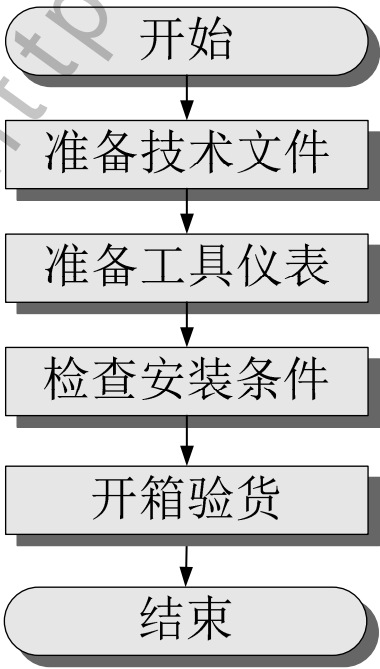 开始
准备技术文件
准备工具仪表
检查安装条件
开箱验货
结束